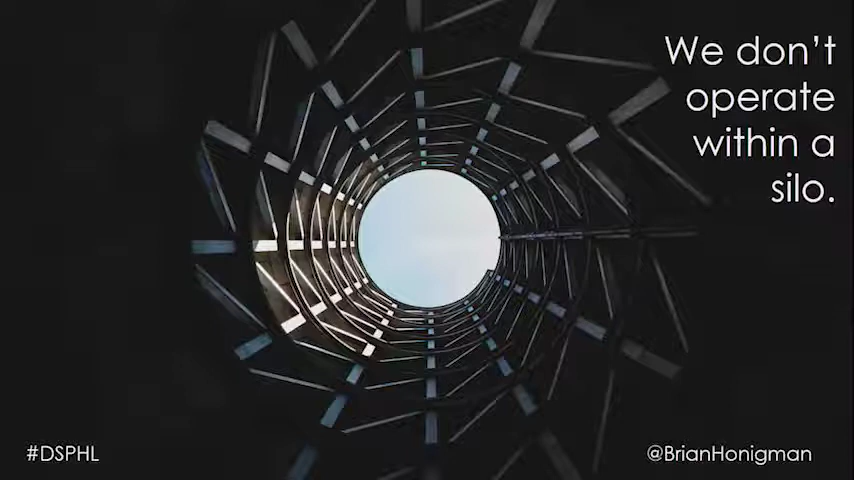 We don’t
operate
within a
silo.
#DSPHL
@BrianHonigman